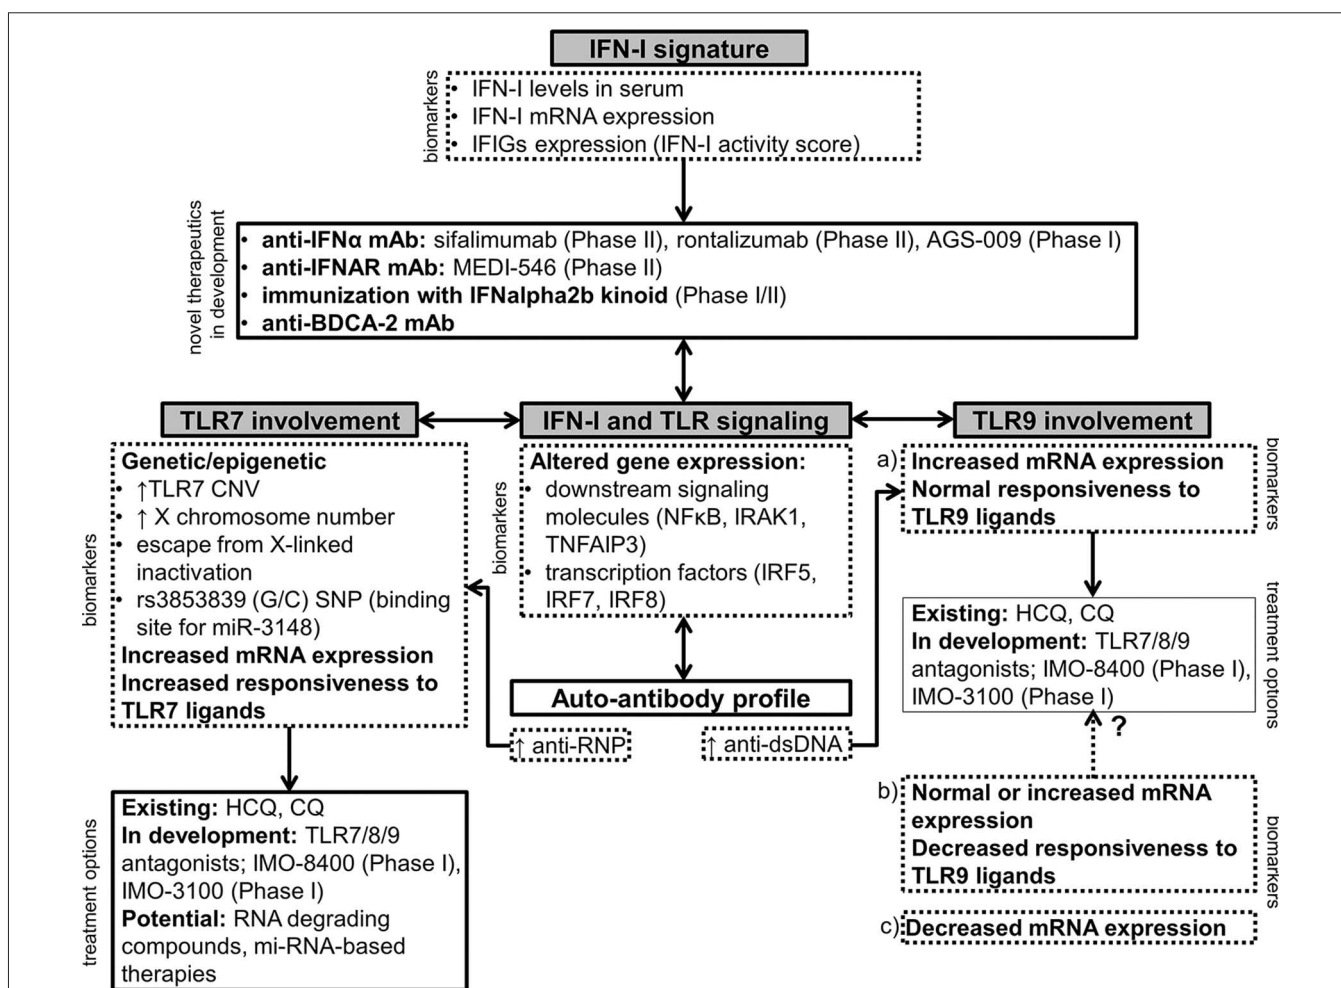 IFN-I signature
biomarkers
• IFN-I levels in serum
• IFN-I mRNA expression
• IFIGs expression (IFN-I activity score)
novel therapeutics
in development
• anti-IFNα mAb: sifalimumab (Phase II), rontalizumab (Phase II), AGS-009 (Phase I)
• anti-IFNAR mAb: MEDI-546 (Phase II)
• immunization with IFNalpha2b kinoid (Phase I/II)
• anti-BDCA-2 mAb
TLR7 involvement
biomarkers
Genetic/epigenetic
• ↑TLR7 CNV
• ↑ X chromosome number
• escape from X-linked
inactivation
• rs3853839 (G/C) SNP (binding
site for miR-3148)
Increased mRNA expression
Increased responsiveness to
TLR7 ligands
treatment options
Existing: HCQ, CQ
In development: TLR7/8/9
antagonists; IMO-8400 (Phase I),
IMO-3100 (Phase I)
Potential: RNA degrading
compounds, mi-RNA-based
therapies
IFN-I and TLR signaling
biomarkers
Altered gene expression:
• downstream signaling
molecules (NFκB, IRAK1,
TNFAIP3)
• transcription factors (IRF5,
IRF7, IRF8)
Auto-antibody profile
↑ anti-RNP
↑ anti-dsDNA
TLR9 involvement
biomarkers
a) Increased mRNA expression
Normal responsiveness to
TLR9 ligands
treatment options
Existing: HCQ, CQ
In development: TLR7/8/9
antagonists; IMO-8400 (Phase I),
IMO-3100 (Phase I)
?
biomarkers
b) Normal or increased mRNA
expression
Decreased responsiveness to
TLR9 ligands
c) Decreased mRNA expression